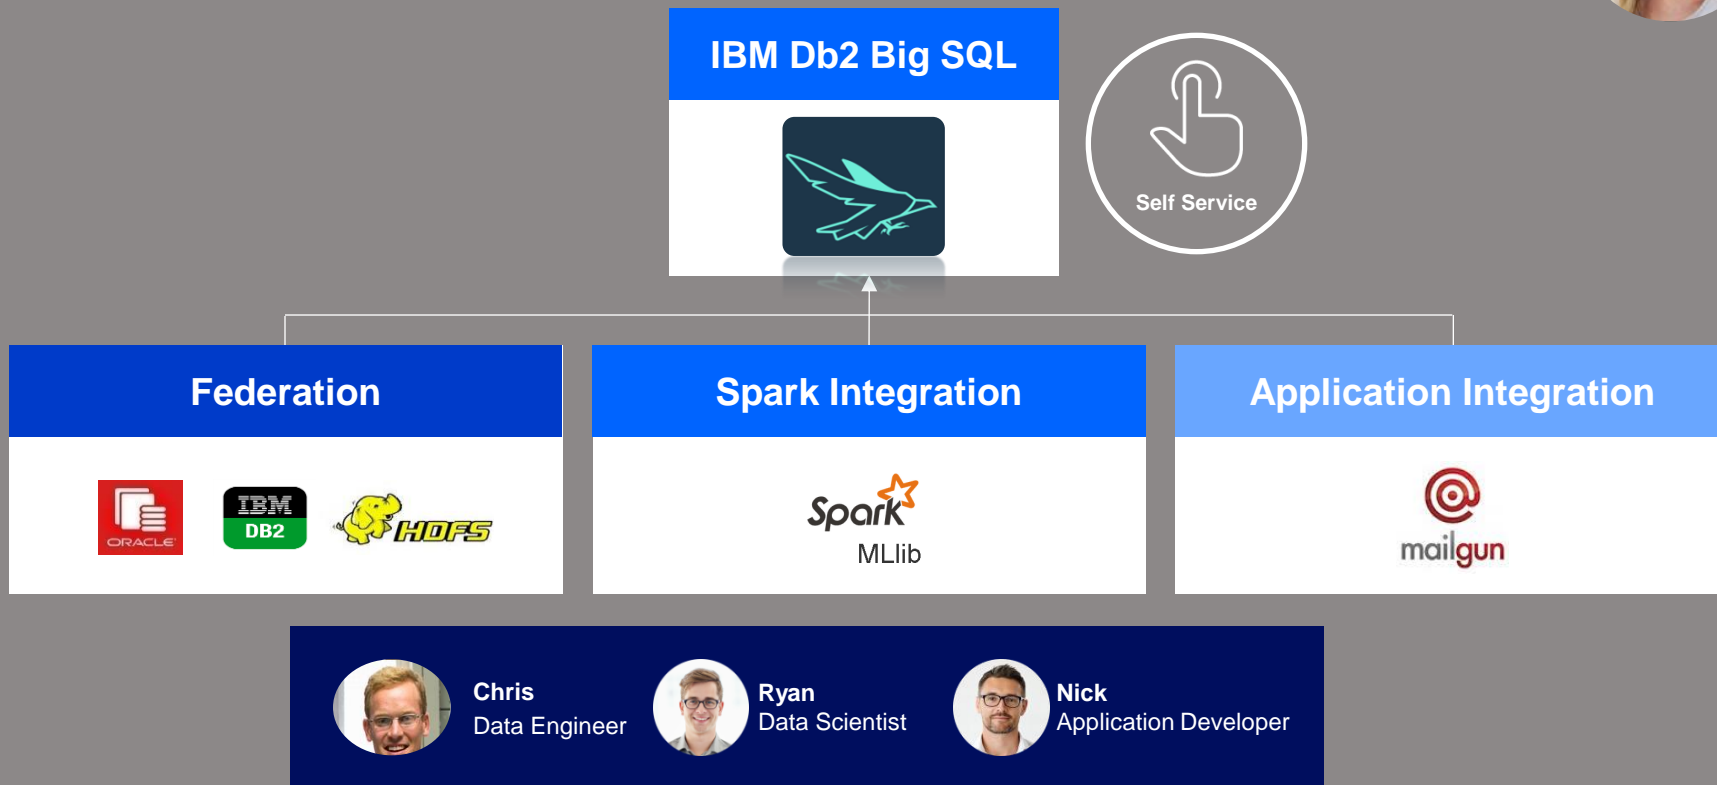 IBM Db2 Big SQL
Self Service
Federation
Spark Integration
Application Integration
ORACLE
IBM
DB2
HDFS
Spark
MLlib
mailgun
Chris
Data Engineer
Ryan
Data Scientist
Nick
Application Developer